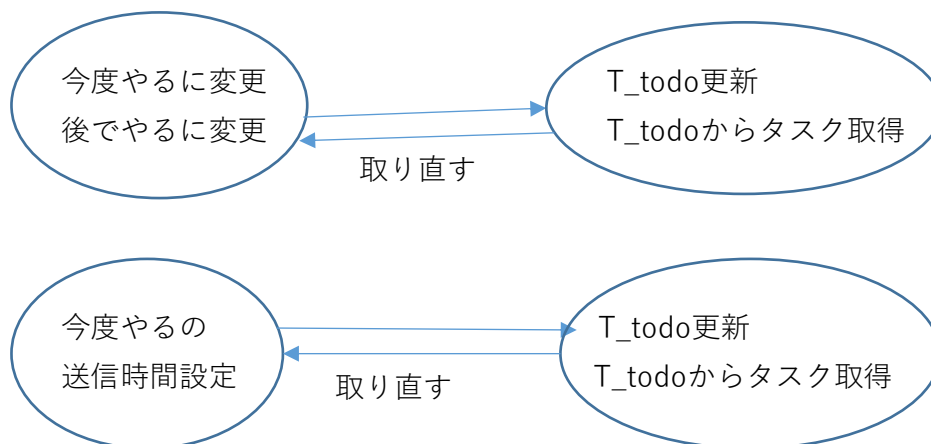 今度やるに変更
後でやるに変更
T_todo更新
T_todoからタスク取得
取り直す
今度やるの
送信時間設定
T_todo更新
T_todoからタスク取得
取り直す